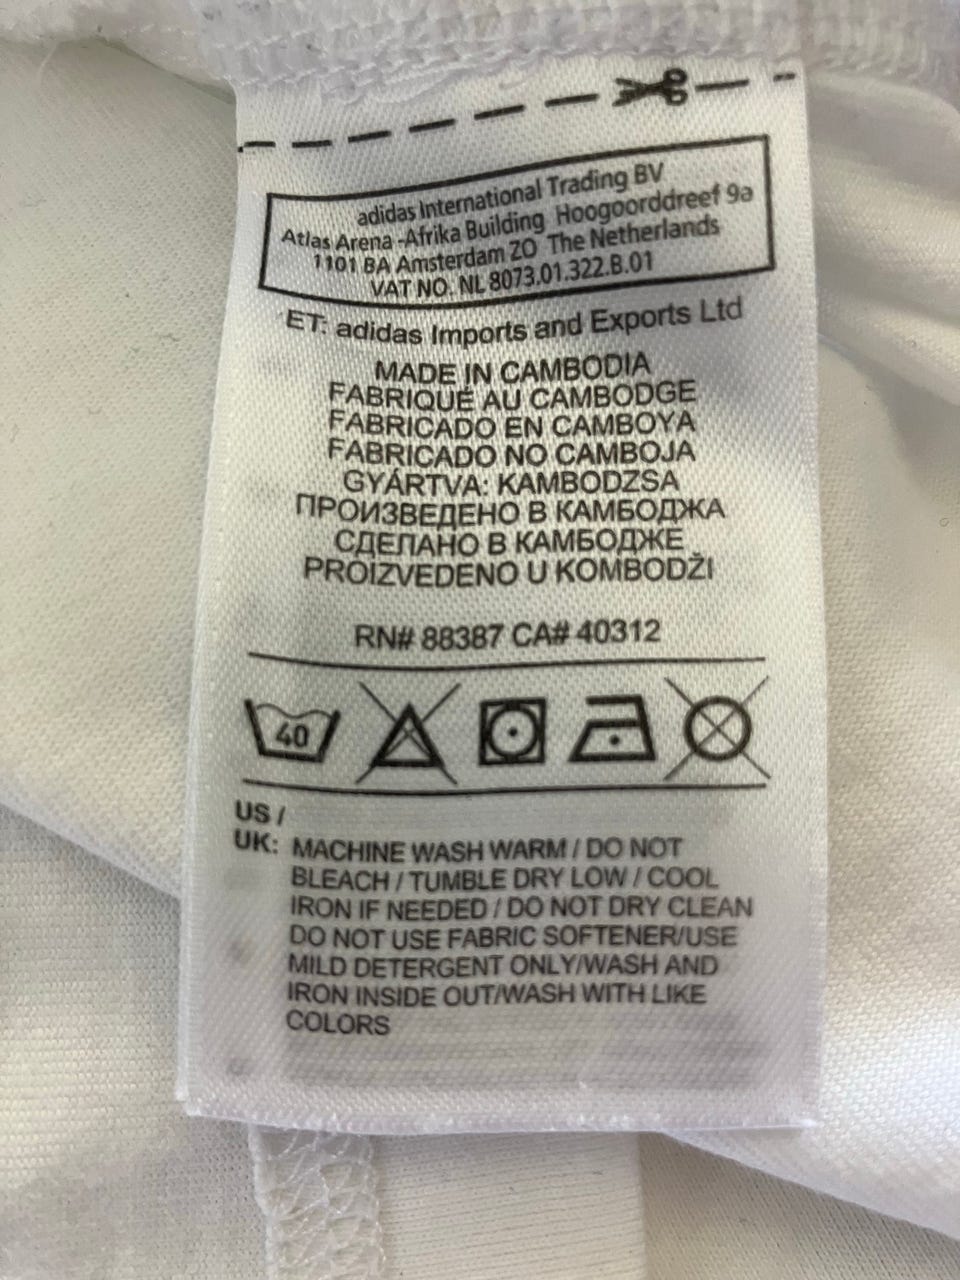 adidas International Trading BV
Atlas Arena -Afrika Building Hoogoorddreef 9a
1101 BA Amsterdam ZO The Netherlands
VAT NO. NL 8073.01.322.B.01
ET: adidas Imports and Exports Ltd
MADE IN CAMBODIA
FABRIQUÉ AU CAMBODGE
FABRICADO EN CAMBOYA
FABRICADO NO CAMBOJA
GYÁRTVA: KAMBODZSA
ПРОИЗВЕДЕНО В КАМБОДЖА
СДЕЛАНО В КАМБОДЖЕ
PROIZVEDENO U KOMBODŽI
RN# 88387 CA# 40312
40
US /
UK: MACHINE WASH WARM / DO NOT
BLEACH / TUMBLE DRY LOW / COOL
IRON IF NEEDED / DO NOT DRY CLEAN
DO NOT USE FABRIC SOFTENER/USE
MILD DETERGENT ONLY/WASH AND
IRON INSIDE OUT/WASH WITH LIKE
COLORS